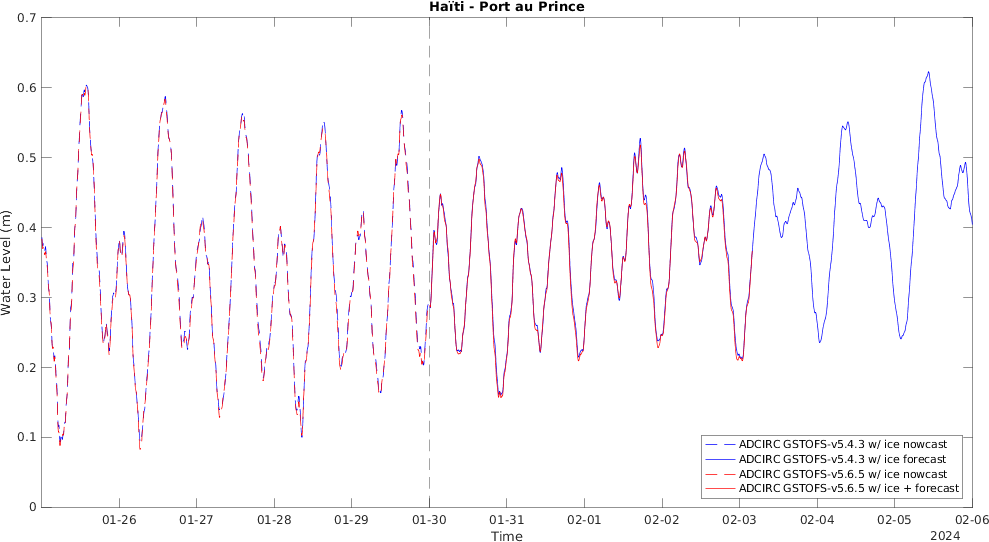 Haïti - Port au Prince
0.7
0.6
0.5
0.4
0.3
0.2
0.1
0
Water Level (m)
ADCIRC GSTOFS-v5.4.3 w/ ice nowcast
ADCIRC GSTOFS-v5.4.3 w/ ice forecast
ADCIRC GSTOFS-v5.6.5 w/ ice nowcast
ADCIRC GSTOFS-v5.6.5 w/ ice + forecast
01-26 01-27 01-28 01-29 01-30 01-31 02-01 02-02 02-03 02-04 02-05 02-06
Time
2024